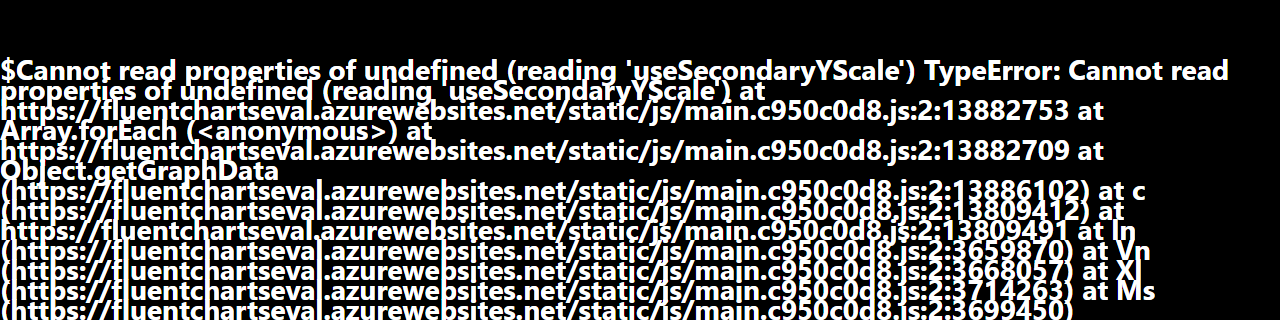 $Cannot read properties of undefined (reading 'useSecondaryYScale') TypeError: Cannot read
properties of undefined (reading 'useSecondaryYScale') at
https://fluentchartseval.azurewebsites.net/static/js/main.c950c0d8.js:2:13882753 at
Array.forEach (<anonymous>) at
https://fluentchartseval.azurewebsites.net/static/js/main.c950c0d8.js:2:13882709 at
Object.getGraphData
(https://fluentchartseval.azurewebsites.net/static/js/main.c950c0d8.js:2:13886102) at c
(https://fluentchartseval.azurewebsites.net/static/js/main.c950c0d8.js:2:13809412) at
https://fluentchartseval.azurewebsites.net/static/js/main.c950c0d8.js:2:13809491 at ln
(https://fluentchartseval.azurewebsites.net/static/js/main.c950c0d8.js:2:3659870) at Vn
(https://fluentchartseval.azurewebsites.net/static/js/main.c950c0d8.js:2:3668057) at Xl
(https://fluentchartseval.azurewebsites.net/static/js/main.c950c0d8.js:2:3714263) at Ms
(https://fluentchartseval.azurewebsites.net/static/js/main.c950c0d8.js:2:3699450)